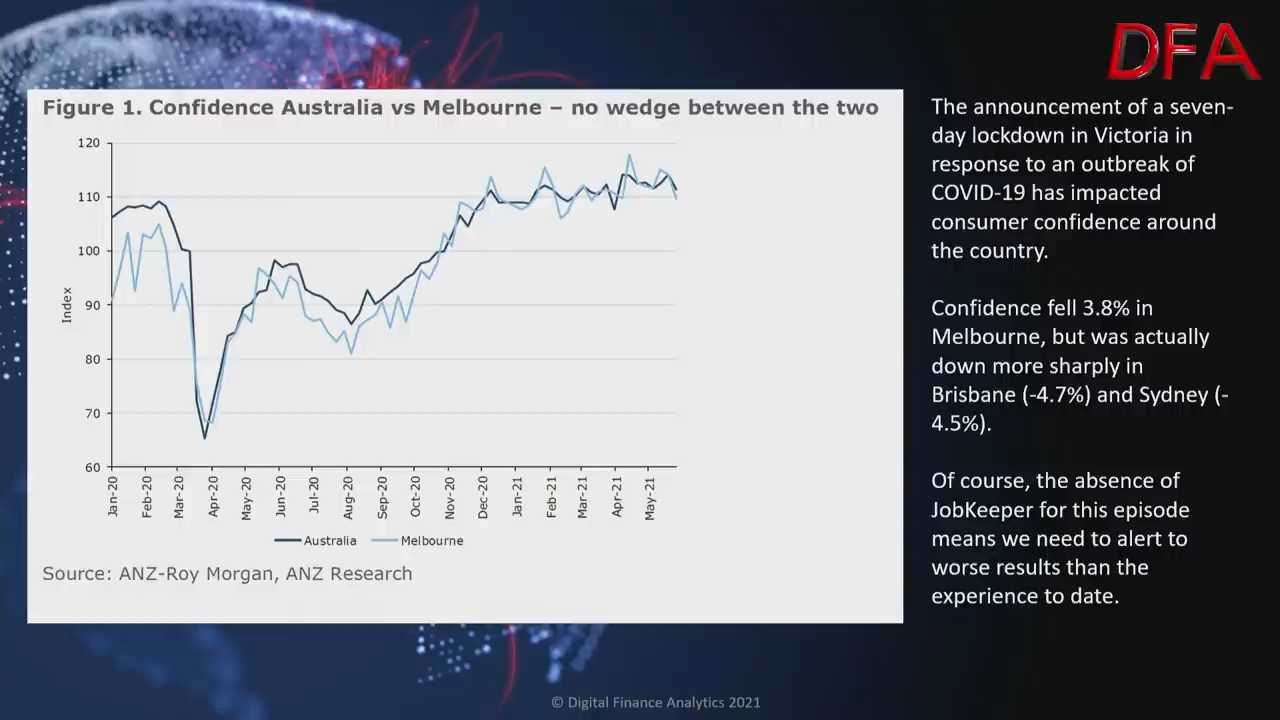 DFA
Figure 1. Confidence Australia vs Melbourne – no wedge between the two
120
110
100
90
80
70
60
Index
Jan-20
Feb-20
Mar-20
Apr-20
May-20
Jun-20
Jul-20
Aug-20
Sep-20
Oct-20
Nov-20
Dec-20
Jan-21
Feb-21
Mar-21
Apr-21
May-21
Australia
Melbourne
Source: ANZ-Roy Morgan, ANZ Research
The announcement of a seven-
day lockdown in Victoria in
response to an outbreak of
COVID-19 has impacted
consumer confidence around
the country.
Confidence fell 3.8% in
Melbourne, but was actually
down more sharply in
Brisbane (-4.7%) and Sydney (-
4.5%).
Of course, the absence of
JobKeeper for this episode
means we need to alert to
worse results than the
experience to date.
© Digital Finance Analytics 2021